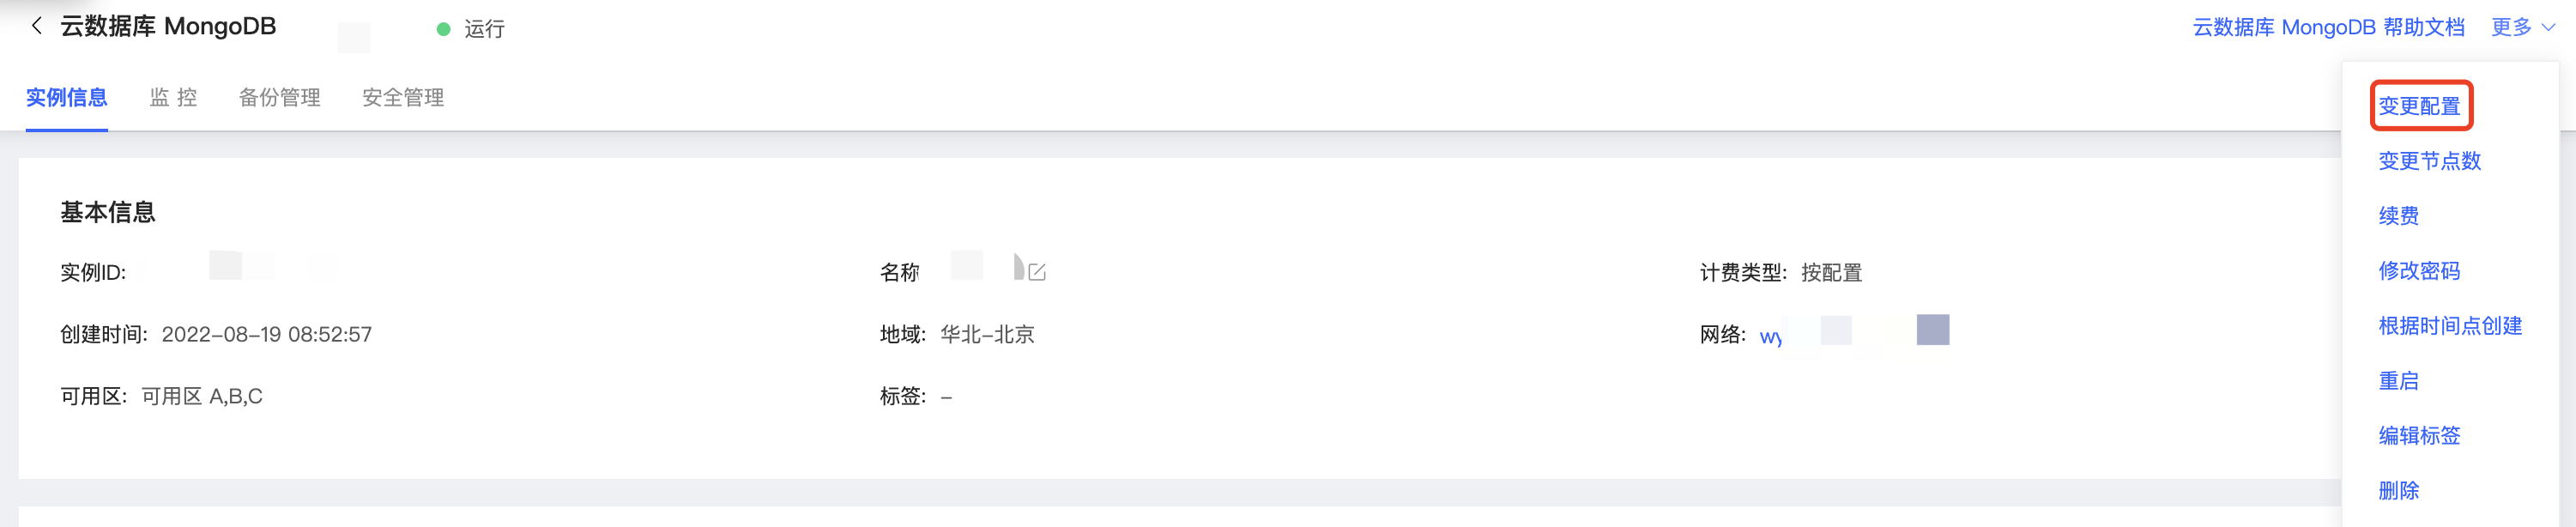 云数据库 MongoDB
运行
云数据库 MongoDB 帮助文档
更多
实例信息
监 控
备份管理
安全管理
变更配置
变更节点数
续费
修改密码
根据时间点创建
重启
编辑标签
删除
基本信息
实例ID:
名称
计费类型: 按配置
创建时间: 2022-08-19 08:52:57
地域: 华北-北京
网络: wy
可用区: 可用区 A,B,C
标签: -